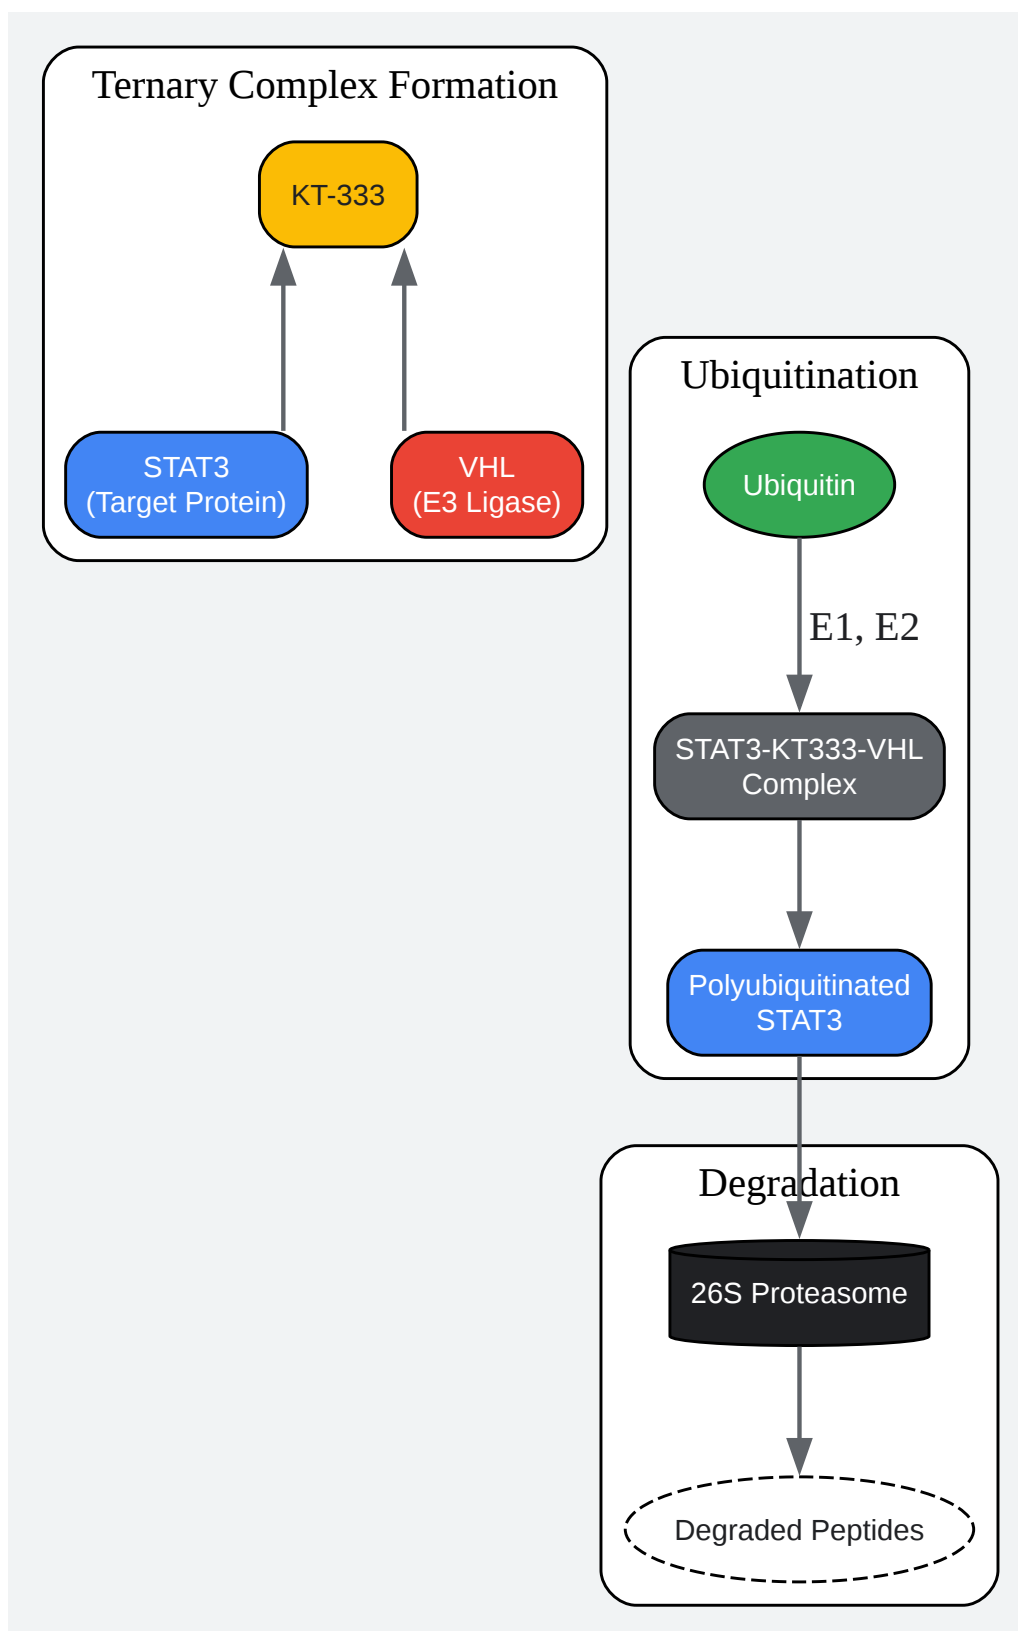 Ternary Complex Formation
KT-333
STAT3
(Target Protein)
VHL
(E3 Ligase)
Ubiquitination
Ubiquitin
E1, E2
STAT3-KT333-VHL
Complex
Polyubiquitinated
STAT3
Degradation
26S Proteasome
Degraded Peptides